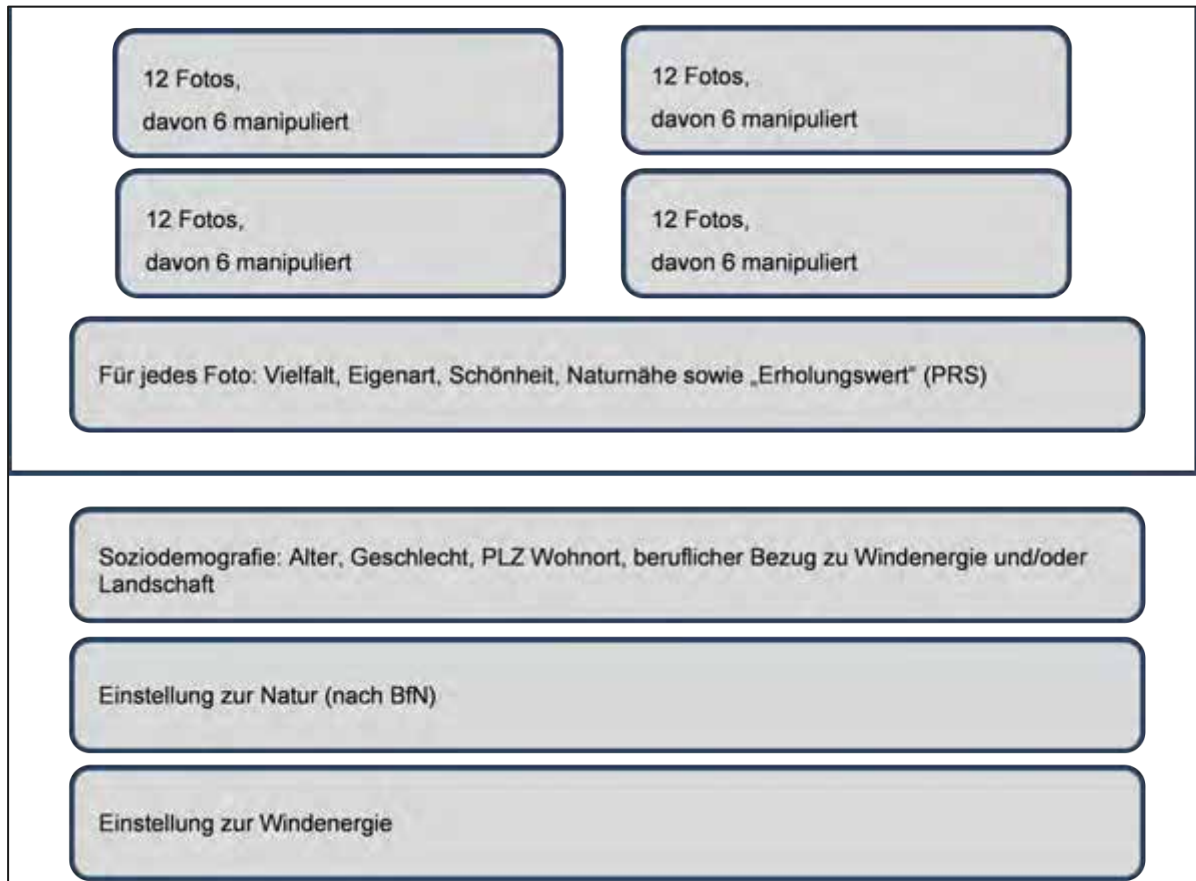 12 Fotos,
davon 6 manipuliert
12 Fotos,
davon 6 manipuliert
12 Fotos,
davon 6 manipuliert
12 Fotos,
davon 6 manipuliert
Für jedes Foto: Vielfalt, Eigenart, Schönheit, Naturnähe sowie „Erholungswert“ (PRS)
Soziodemografie: Alter, Geschlecht, PLZ Wohnort, beruflicher Bezug zu Windenergie und/oder
Landschaft
Einstellung zur Natur (nach BfN)
Einstellung zur Windenergie